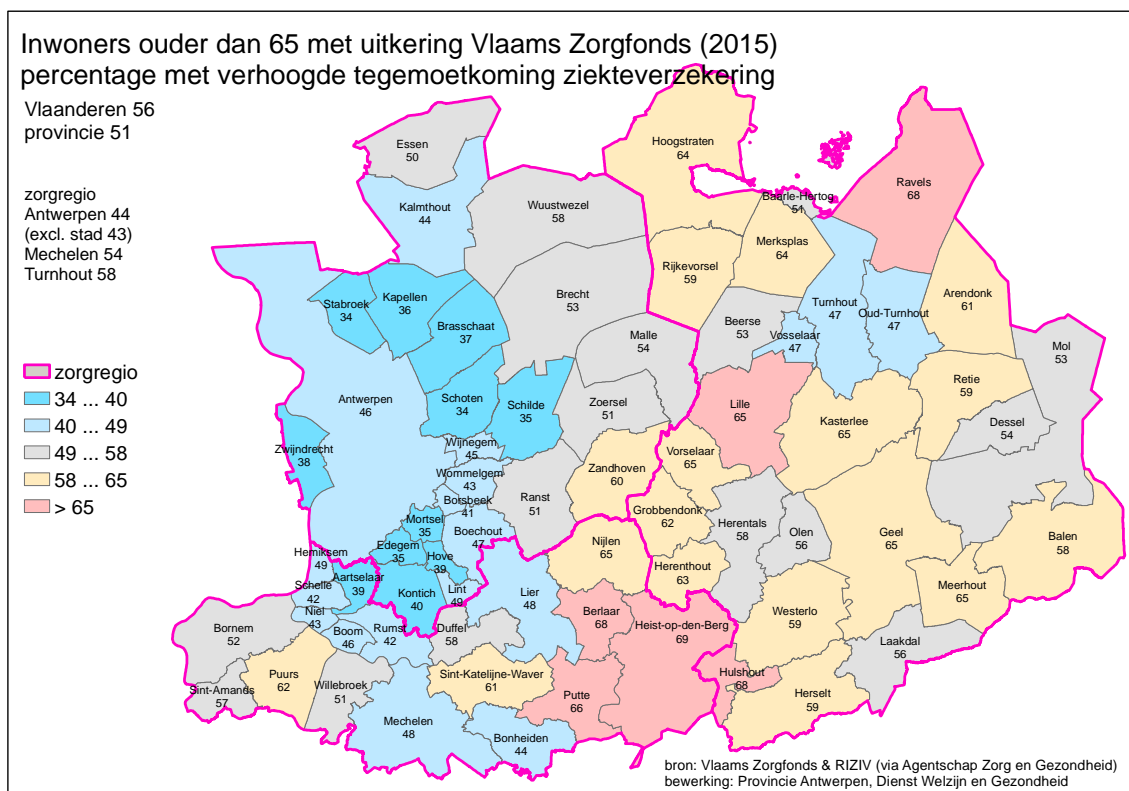 Inwoners ouder dan 65 met uitkering Vlaams Zorgfonds (2015)
percentage met verhoogde tegemoetkoming ziekteverzekering
Vlaanderen 56
provincie 51
zorgregio
Antwerpen 44
(excl. stad 43)
Mechelen 54
Turnhout 58
zorgregio
34 ... 40
40 ... 49
49 ... 58
58 ... 65
> 65
Essen
50
Hoogstraten
64
Ravels
68
Kalmthout
44
Wuustwezel
58
Baarle-Hertog
51
Merksplas
64
Rijkevorsel
59
Stabroek
34
Kapellen
36
Brasschaat
37
Brecht
53
Beerse
53
Vosselaar
47
Turnhout
47
Oud-Turnhout
47
Arendonk
61
Malle
54
Mol
53
Antwerpen
46
Schoten
34
Schilde
35
Zoersel
51
Lille
65
Kasterlee
65
Retie
59
Dessel
54
Zwijndrecht
38
Wijnegem
45
Wommelgem
43
Borsbeek
41
Zandhoven
60
Vorselaar
65
Ranst
51
Grobbendonk
62
Herentals
58
Olen
56
Geel
65
Balen
58
Mortsel
35
Boechout
47
Edegem
35
Hove
39
Nijlen
65
Herenthout
63
Hemiksem
49
Aartselaar
39
Schelle
42
Kontich
40
Lint
49
Lier
48
Meerhout
65
Niel
43
Boom
46
Rumst
42
Duffel
58
Berlaar
68
Heist-op-den-Berg
69
Westerlo
59
Laakdal
56
Bornem
52
Puurs
62
Sint-Amands
57
Willebroek
51
Sint-Katelijne-Waver
61
Putte
66
Hulshout
68
Herselt
59
Mechelen
48
Bonheiden
44
bron: Vlaams Zorgfonds & RIZIV (via Agentschap Zorg en Gezondheid)
bewerking: Provincie Antwerpen, Dienst Welzijn en Gezondheid